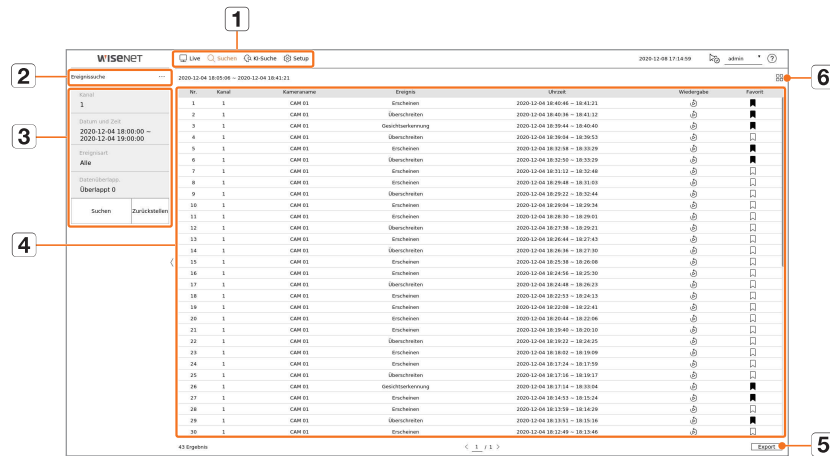 1
WISENET Live Suchen KI-Suche Setup 2020-12-08 17:14:59 admin ?
2 Ereignissuche ... 2020-12-04 18:05:06 ~ 2020-12-04 18:41:21 6
3
Kanal
1
Datum und Zeit
2020-12-04 18:00:00 ~
2020-12-04 19:00:00
Ereignisart
Alle
Datenüberlapp.
Überlappt 0
Suchen Zurückstellen
4
Nr. Kanal Kameraname Ereignis Uhrzeit Wiedergabe Favorit
1 1 CAM 01 Erscheinen 2020-12-04 18:40:46 ~ 18:41:21
2 1 CAM 01 Überschreiten 2020-12-04 18:40:36 ~ 18:41:12
3 1 CAM 01 Gesichtserkennung 2020-12-04 18:39:44 ~ 18:40:40
4 1 CAM 01 Überschreiten 2020-12-04 18:39:04 ~ 18:39:53
5 1 CAM 01 Erscheinen 2020-12-04 18:32:58 ~ 18:33:29
6 1 CAM 01 Überschreiten 2020-12-04 18:32:50 ~ 18:33:29
7 1 CAM 01 Erscheinen 2020-12-04 18:31:12 ~ 18:32:48
8 1 CAM 01 Erscheinen 2020-12-04 18:29:48 ~ 18:31:03
9 1 CAM 01 Überschreiten 2020-12-04 18:29:22 ~ 18:32:44
10 1 CAM 01 Erscheinen 2020-12-04 18:29:04 ~ 18:29:34
11 1 CAM 01 Erscheinen 2020-12-04 18:28:30 ~ 18:29:01
12 1 CAM 01 Überschreiten 2020-12-04 18:27:38 ~ 18:29:21
13 1 CAM 01 Erscheinen 2020-12-04 18:26:44 ~ 18:27:43
14 1 CAM 01 Überschreiten 2020-12-04 18:26:36 ~ 18:27:30
15 1 CAM 01 Erscheinen 2020-12-04 18:25:38 ~ 18:26:08
16 1 CAM 01 Erscheinen 2020-12-04 18:24:56 ~ 18:25:30
17 1 CAM 01 Überschreiten 2020-12-04 18:24:48 ~ 18:26:23
18 1 CAM 01 Erscheinen 2020-12-04 18:22:53 ~ 18:24:13
19 1 CAM 01 Erscheinen 2020-12-04 18:22:08 ~ 18:22:41
20 1 CAM 01 Erscheinen 2020-12-04 18:20:44 ~ 18:22:06
21 1 CAM 01 Erscheinen 2020-12-04 18:19:40 ~ 18:20:10
22 1 CAM 01 Überschreiten 2020-12-04 18:19:22 ~ 18:24:25
23 1 CAM 01 Erscheinen 2020-12-04 18:18:02 ~ 18:19:09
24 1 CAM 01 Erscheinen 2020-12-04 18:17:24 ~ 18:17:59
25 1 CAM 01 Überschreiten 2020-12-04 18:17:16 ~ 18:19:17
26 1 CAM 01 Gesichtserkennung 2020-12-04 18:17:14 ~ 18:33:04
27 1 CAM 01 Erscheinen 2020-12-04 18:14:53 ~ 18:15:24
28 1 CAM 01 Erscheinen 2020-12-04 18:13:59 ~ 18:14:29
29 1 CAM 01 Überschreiten 2020-12-04 18:13:51 ~ 18:15:16
30 1 CAM 01 Erscheinen 2020-12-04 18:12:49 ~ 18:13:46
43 Ergebnis < 1 / 1 > Export 5